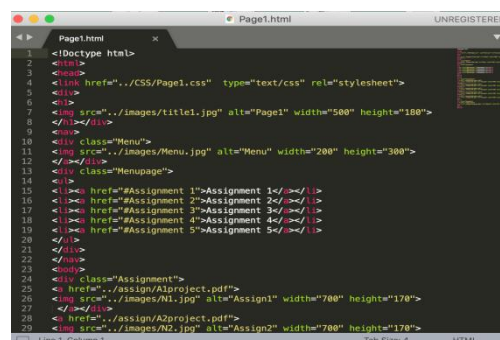 Page1.html
UNREGISTERED
Page1.html ×
1 <!Doctype html>
2 <html>
3 <head>
4 <link href="../CSS/Page1.css" type="text/css" rel="stylesheet">
5 <div>
6 <h1>
7 <img src="../images/title1.jpg" alt="Page1" width="500" height="180">
8 </h1></div>
9 <nav>
10 <div class="Menu">
11 <img src="../images/Menu.jpg" alt="Menu" width="200" height="300">
12 </a></div>
13 <div class="Menupage">
14 <ul>
15 <li><a href="#Assignment 1">Assignment 1</a></li>
16 <li><a href="#Assignment 2">Assignment 2</a></li>
17 <li><a href="#Assignment 3">Assignment 3</a></li>
18 <li><a href="#Assignment 4">Assignment 4</a></li>
19 <li><a href="#Assignment 5">Assignment 5</a></li>
20 </ul>
21 </div>
22 </nav>
23 <body>
24 <div class="Assignment">
25 <a href="../assign/A1project.pdf">
26 <img src="../images/N1.jpg" alt="Assign1" width="700" height="170">
27 </a></div>
28 <a href="../assign/A2project.pdf">
29 <img src="../images/N2.jpg" alt="Assign2" width="700" height="170">
Line 1, Column 1 Tab Size: 4 HTML